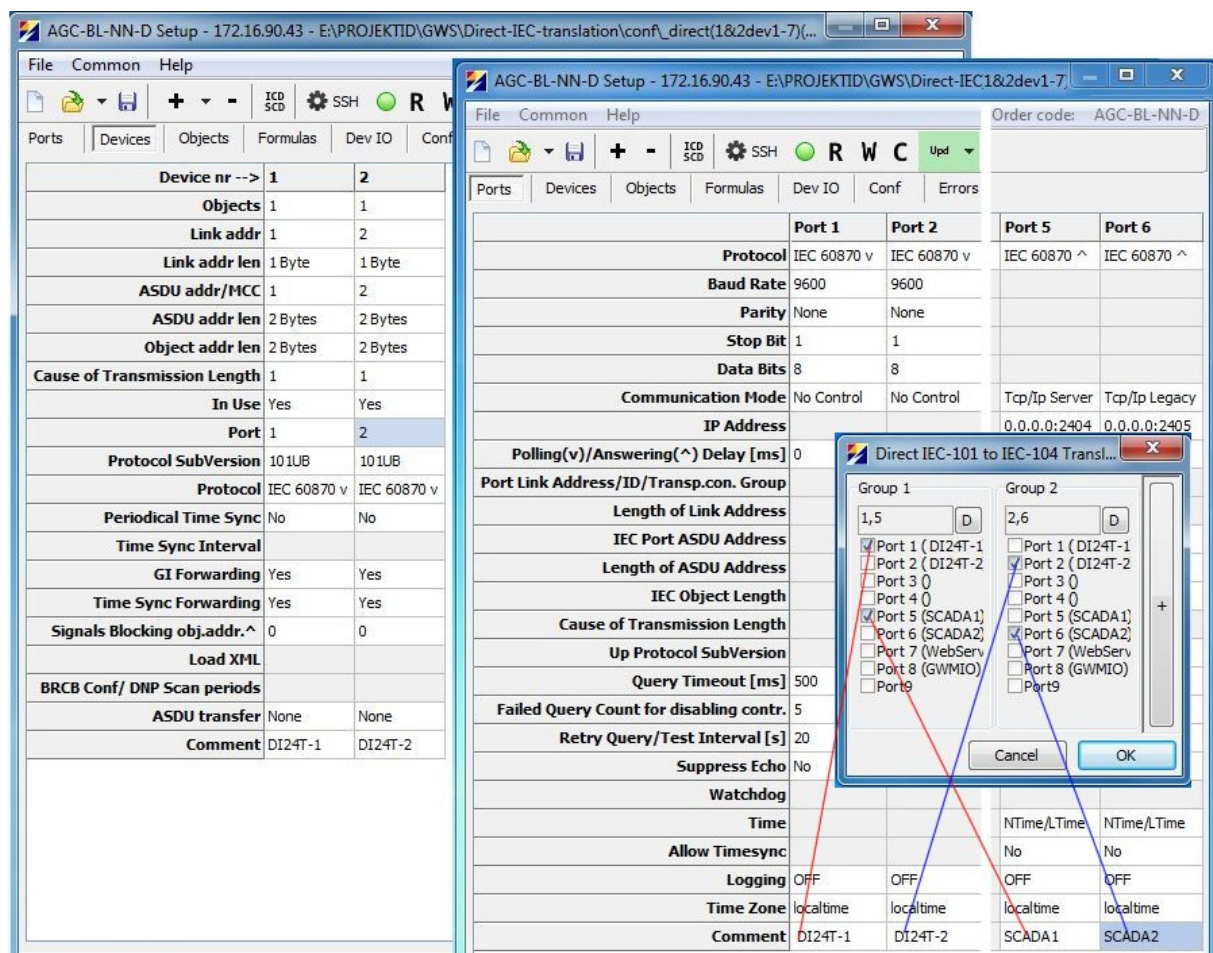 AGC-BL-NN-D Setup - 172.16.90.43 - E:\PROJEKTID\GWS\Direct-IEC-translation\conf\_direct(1&2dev1-7)(...
File Common Help
ICD SCD SSH R
Ports Devices Objects Formulas Dev IO Conf
Device nr --> 1 2
Objects 1 1
Link addr 1 2
Link addr len 1 Byte 1 Byte
ASDU addr/MCC 1 2
ASDU addr len 2 Bytes 2 Bytes
Object addr len 2 Bytes 2 Bytes
Cause of Transmission Length 1 1
In Use Yes Yes
Port 1 2
Protocol SubVersion 101UB 101UB
Protocol IEC 60870 v IEC 60870 v
Periodical Time Sync No No
Time Sync Interval
GI Forwarding Yes Yes
Time Sync Forwarding Yes Yes
Signals Blocking obj.addr.^ 0 0
Load XML
BRCB Conf/ DNP Scan periods
ASDU transfer None None
Comment DI24T-1 DI24T-2
AGC-BL-NN-D Setup - 172.16.90.43 - E:\PROJEKTID\GWS\Direct-IEC\1&2dev1-7)
File Common Help Order code: AGC-BL-NN-D
ICD SCD SSH R W C Upd
Ports Devices Objects Formulas Dev IO Conf Errors
Port 1 Port 2 Port 5 Port 6
Protocol IEC 60870 v IEC 60870 v IEC 60870 ^ IEC 60870 ^
Baud Rate 9600 9600
Parity None None
Stop Bit 1 1
Data Bits 8 8
Communication Mode No Control No Control Tcp/Ip Server Tcp/Ip Legacy
IP Address 0.0.0.0:2404 0.0.0.0:2405
Polling(v)/Answering(^) Delay [ms] 0
Port Link Address/ID/Transp.con. Group
Length of Link Address
IEC Port ASDU Address
Length of ASDU Address
IEC Object Length
Cause of Transmission Length
Up Protocol SubVersion
Query Timeout [ms] 500
Failed Query Count for disabling contr. 5
Retry Query/Test Interval [s] 20
Suppress Echo No
Watchdog
Time NTime/LTime NTime/LTime
Allow Timesync No No
Logging OFF OFF OFF OFF
Time Zone localtime localtime localtime localtime
Comment DI24T-1 DI24T-2 SCADA1 SCADA2
Direct IEC-101 to IEC-104 Transl...
Group 1 Group 2
1,5 D 2,6 D
Port 1 ( DI24T-1 Port 1 ( DI24T-1
Port 2 ( DI24T-2 Port 2 ( DI24T-2
Port 3 () Port 3 ()
Port 4 () Port 4 ()
Port 5 (SCADA1) Port 5 (SCADA1)
Port 6 (SCADA2) Port 6 (SCADA2)
Port 7 (WebServ Port 7 (WebServ
Port 8 (GWMIO) Port 8 (GWMIO)
Port9 Port9
+
Cancel OK